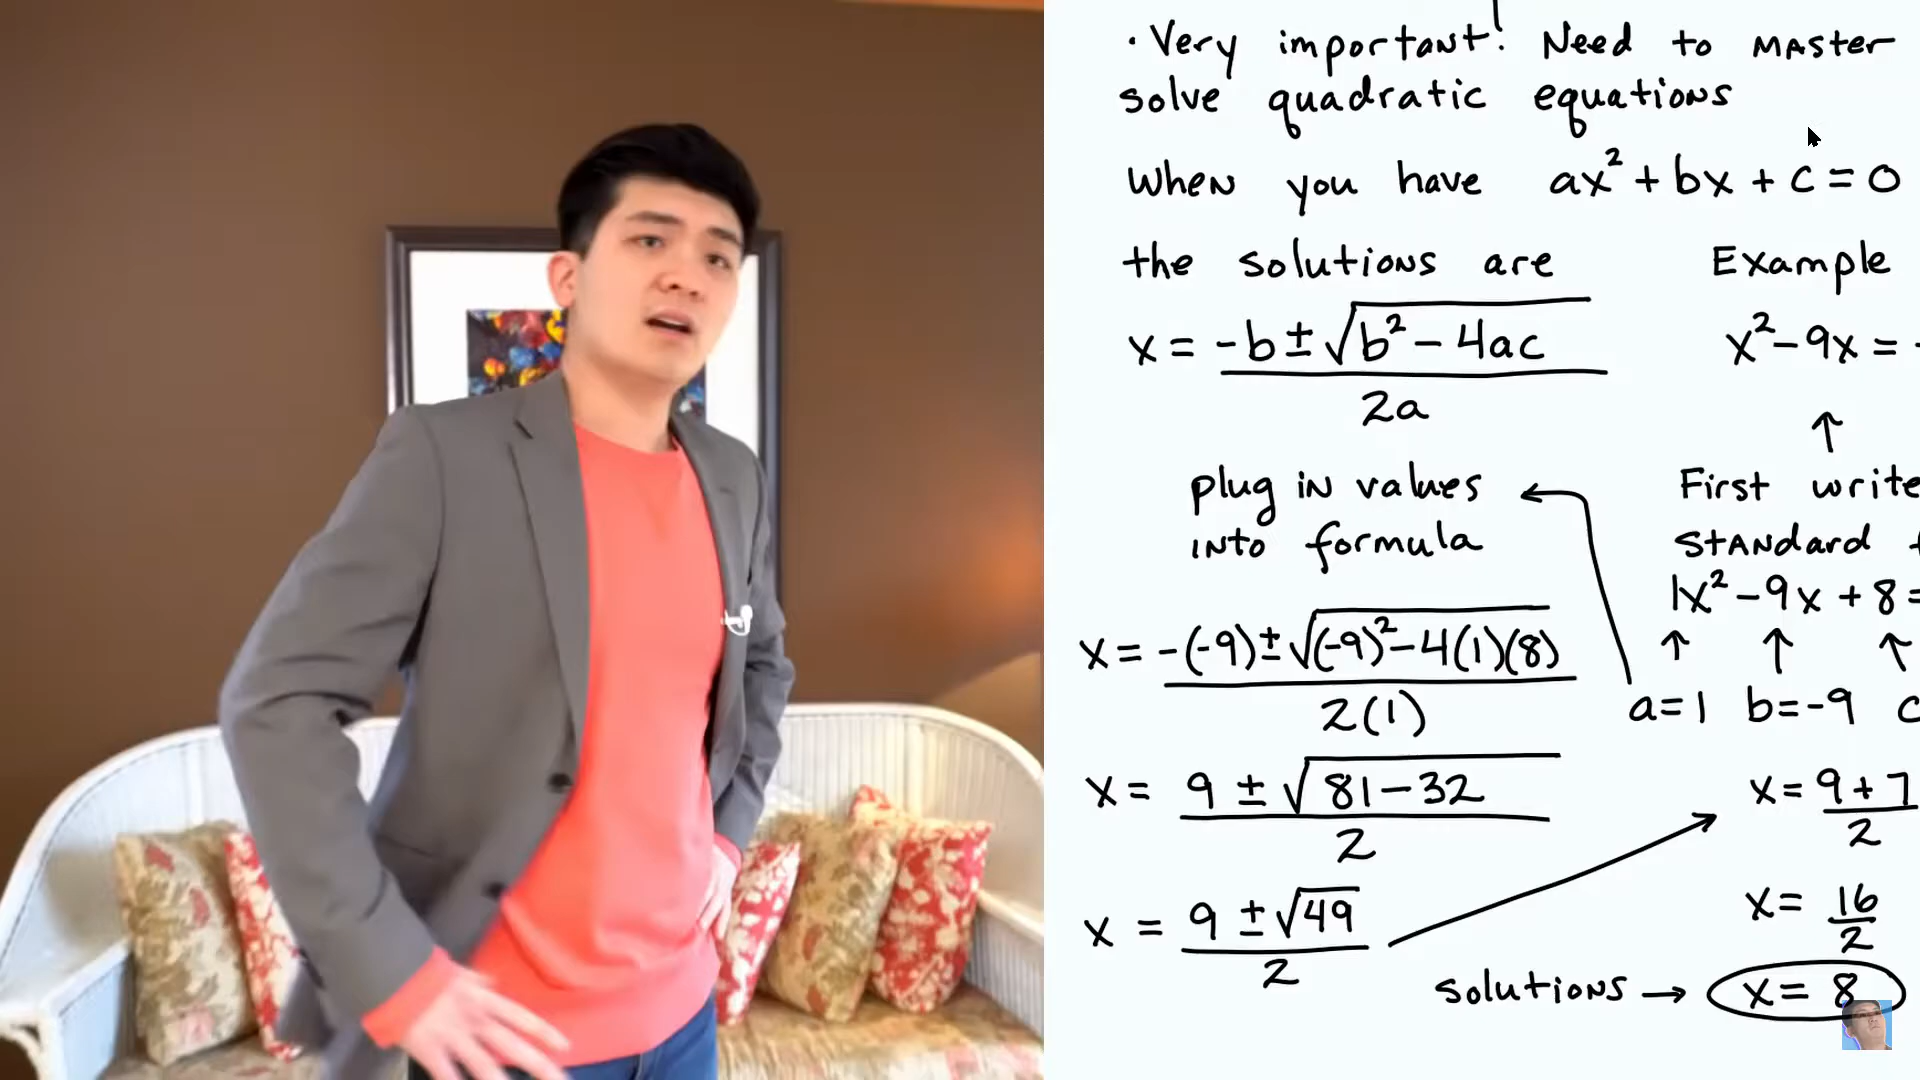 · Very important! Need to master
solve quadratic equations
When you have ax² + bx + c = 0
the solutions are
x = -b ± √b² - 4ac
2a
plug in values
into formula
x = -(-9) ± √(-9)² - 4(1)(8)
2(1)
x = 9 ± √81 - 32
2
x = 9 ± √49
2
Example
x² - 9x = -
↑
First write
standard
1x² - 9x + 8 =
↑ ↑ ↑
a=1 b=-9 c
x = 9 + 7
2
x = 16
2
solutions → x = 8